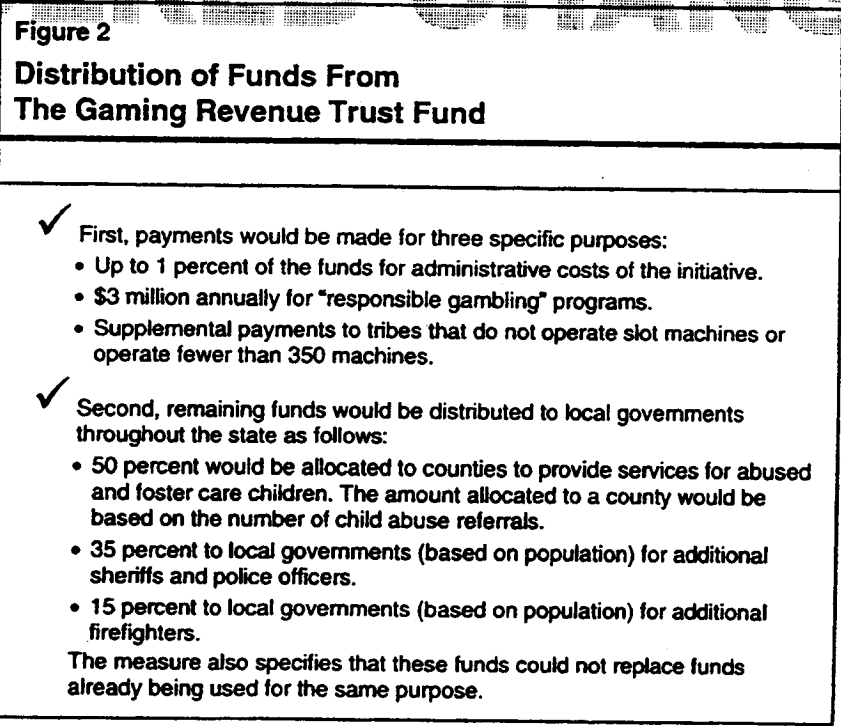 Figure 2
Distribution of Funds From
The Gaming Revenue Trust Fund
✓ First, payments would be made for three specific purposes:
• Up to 1 percent of the funds for administrative costs of the initiative.
• $3 million annually for "responsible gambling" programs.
• Supplemental payments to tribes that do not operate slot machines or
operate fewer than 350 machines.
✓ Second, remaining funds would be distributed to local governments
throughout the state as follows:
• 50 percent would be allocated to counties to provide services for abused
and foster care children. The amount allocated to a county would be
based on the number of child abuse referrals.
• 35 percent to local governments (based on population) for additional
sheriffs and police officers.
• 15 percent to local governments (based on population) for additional
firefighters.
The measure also specifies that these funds could not replace funds
already being used for the same purpose.